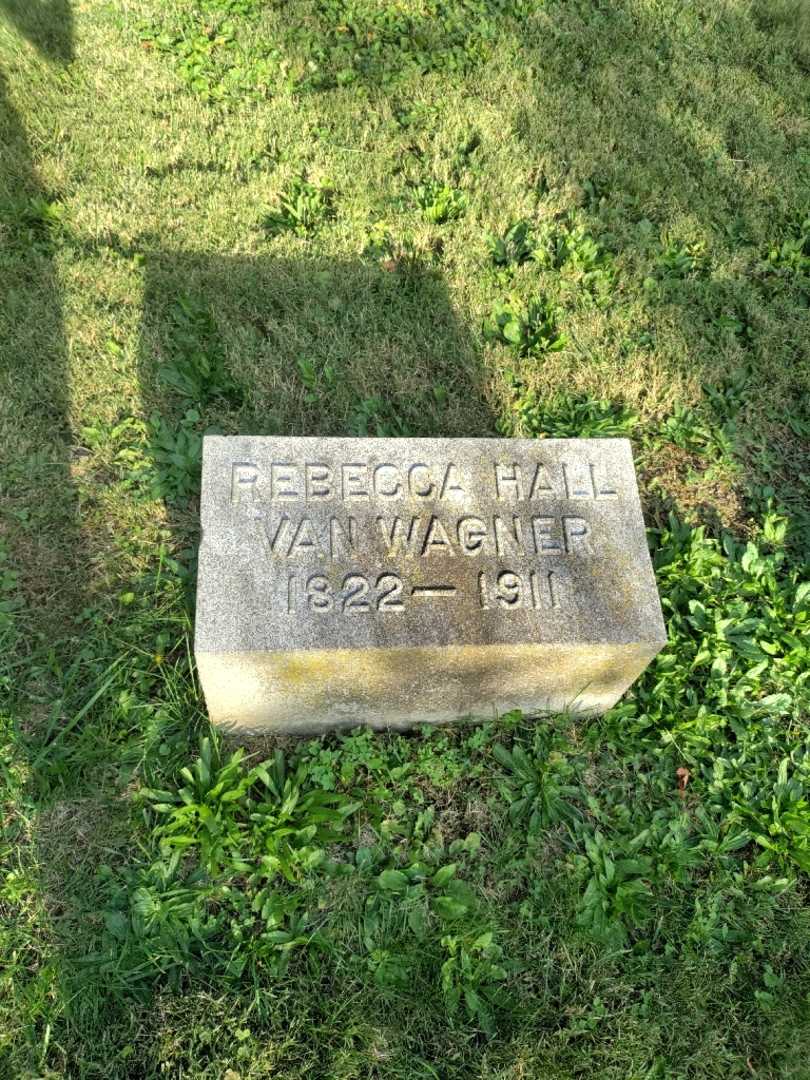 REBECCA HALL
VAN WAGNER
1822—1911